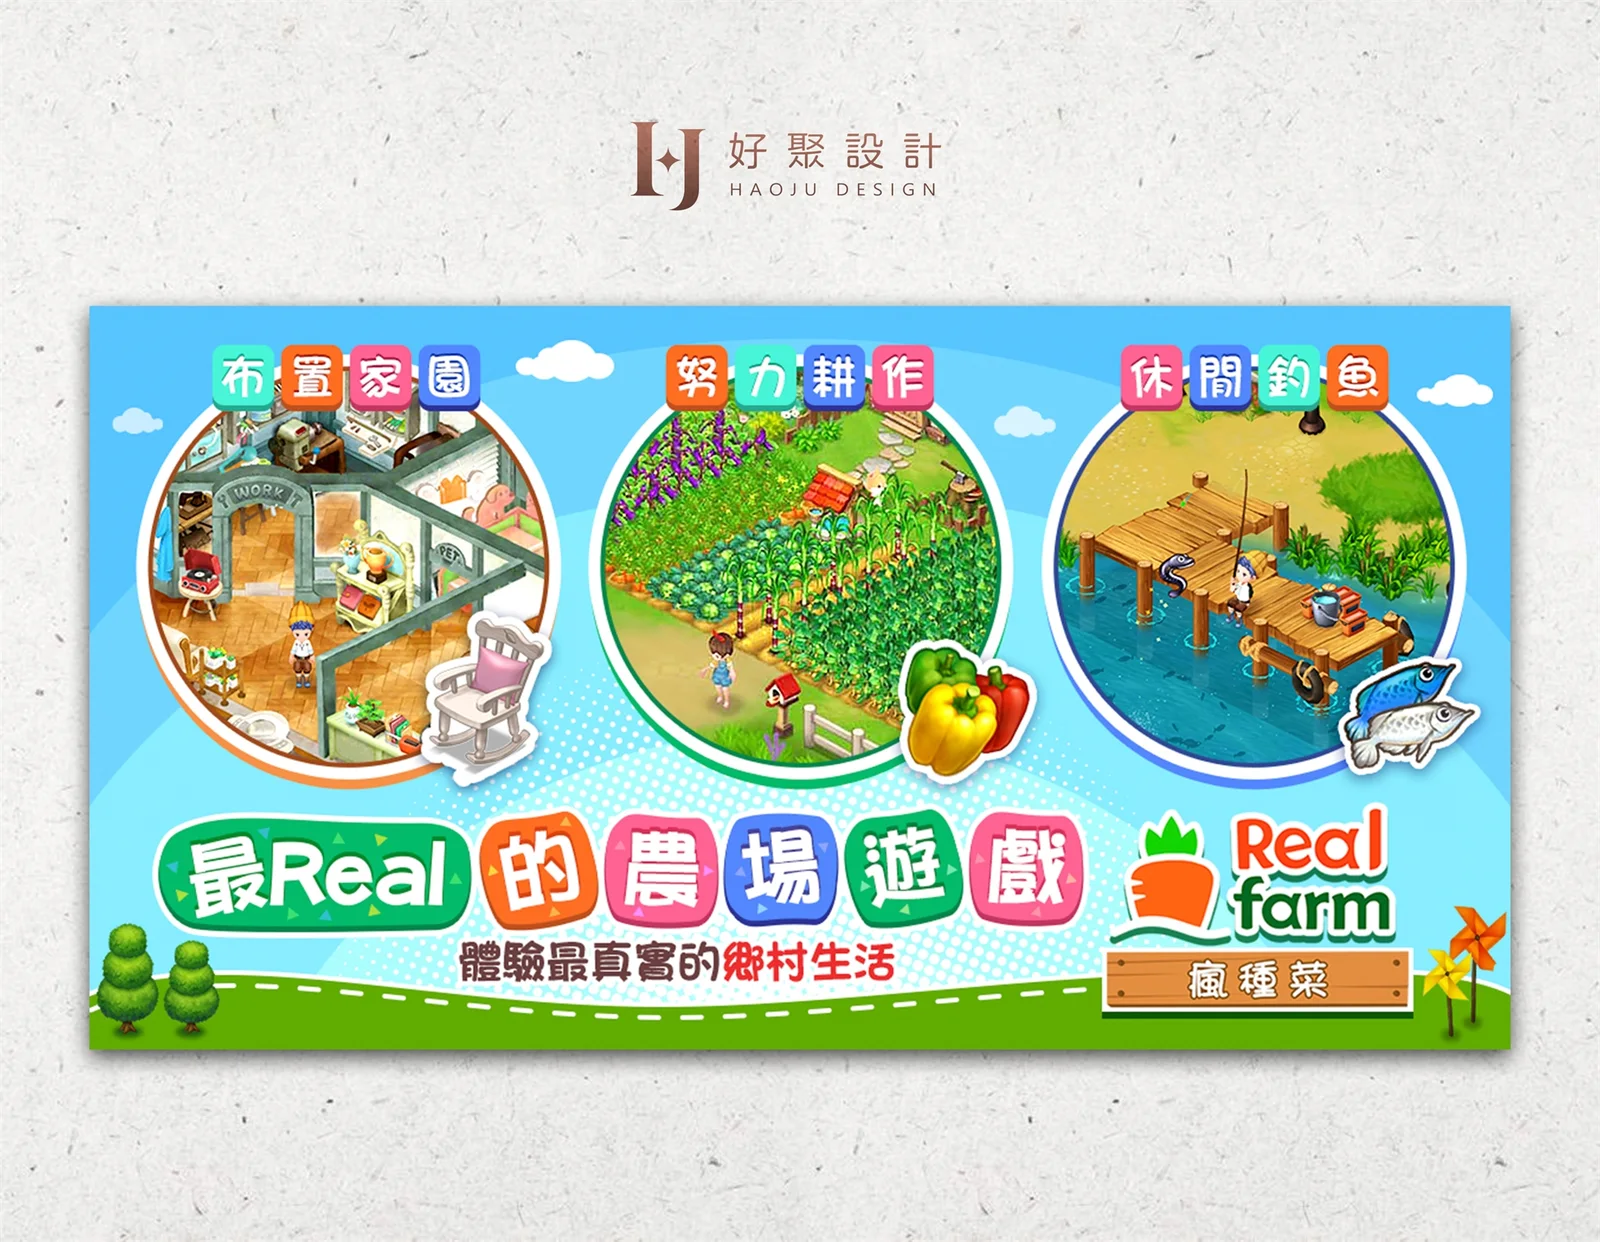 好聚設計
HAOJU DESIGN
布置家園
努力耕作
休閒釣魚
WORK
PET
最Real的農場遊戲
Real
farm
體驗最真實的鄉村生活
瘋種菜